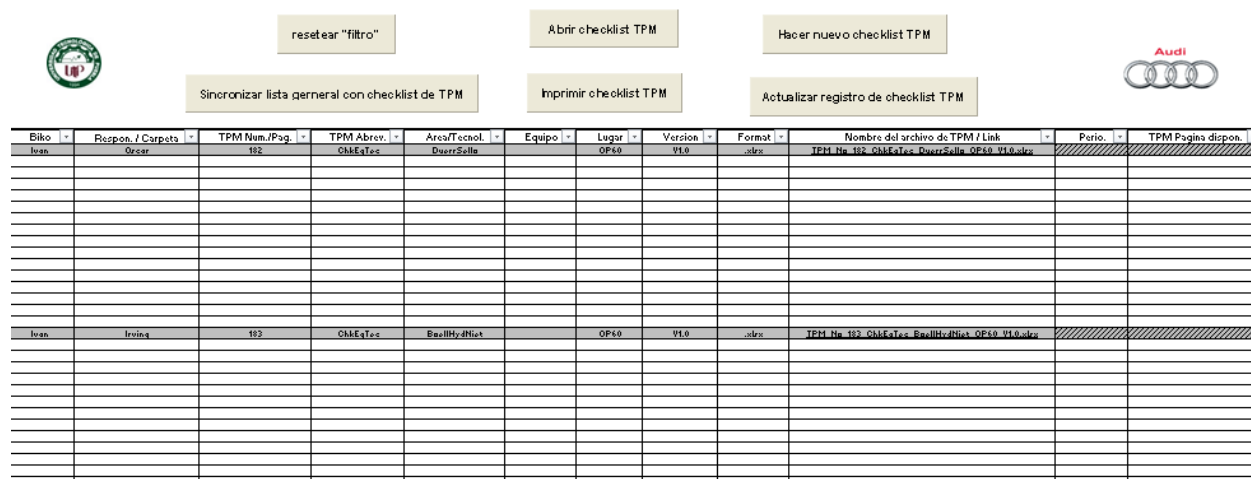 resetear "filtro"
Abrir checklist TPM
Hacer nuevo checklist TPM
Audi
Sincronizar lista gerneral con checklist de TPM
Imprimir checklist TPM
Actualizar registro de checklist TPM
Biko Respon. / Carpeta TPM Num./Pag. TPM Abrev. Area/Tecnol. Equipo Lugar Version Format Nombre del archivo de TPM / Link Perio. TPM Pagina dispon.
Ivan Oscar 182 ChkEqTec DuerrSella OP60 V1.0 .xlsx TPM_No_182_ChkEqTec_DuerrSella_OP60_V1.0.xlsx
Ivan Irving 183 ChkEqTec BoellHydNiet OP60 V1.0 .xlsx TPM_No_183_ChkEqTec_BoellHydNiet_OP60_V1.0.xlsx